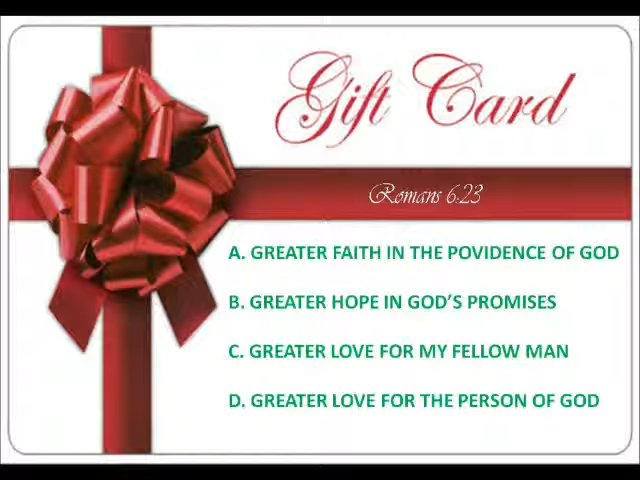 Gift Card
Romans 6:23
A. GREATER FAITH IN THE POVIDENCE OF GOD
B. GREATER HOPE IN GOD'S PROMISES
C. GREATER LOVE FOR MY FELLOW MAN
D. GREATER LOVE FOR THE PERSON OF GOD